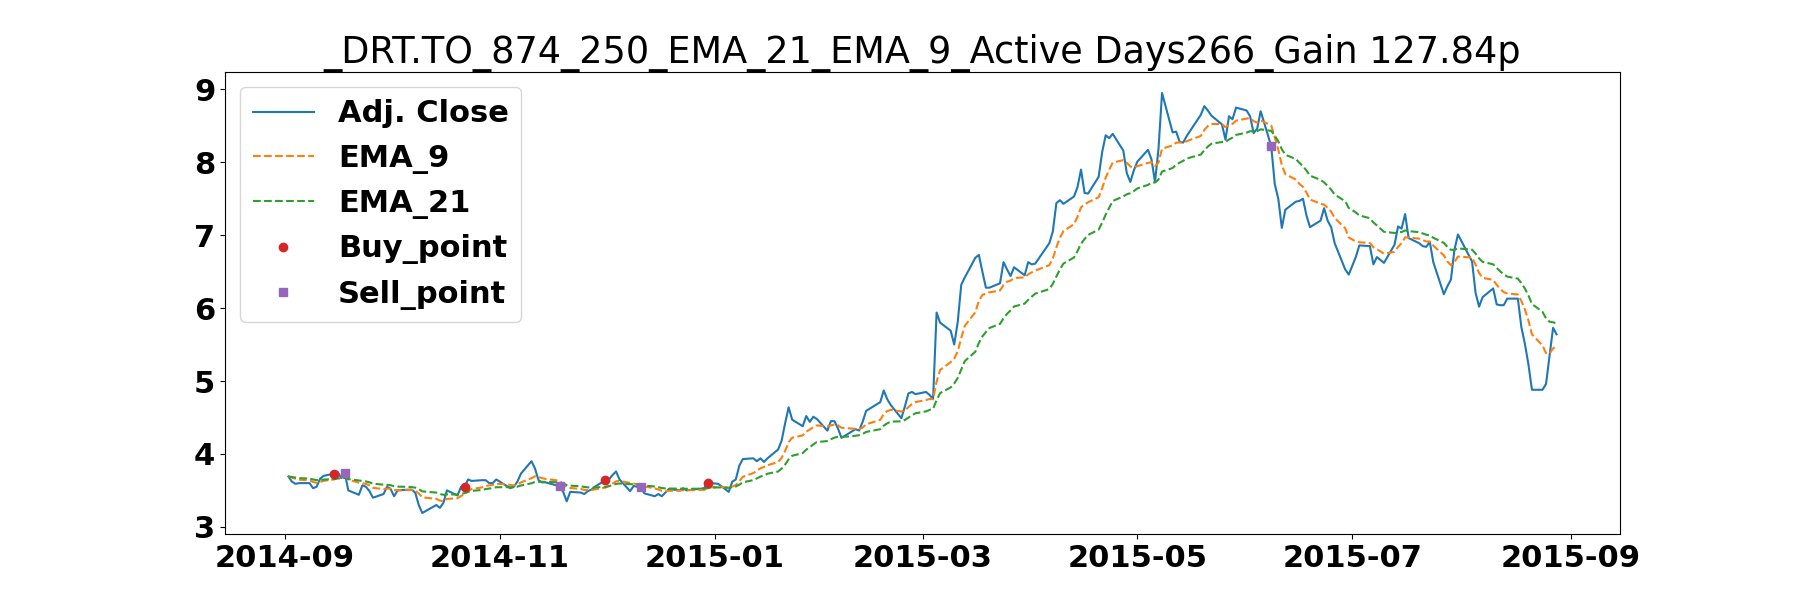 _DRT.TO_874_250_EMA_21_EMA_9_Active Days266_Gain 127.84p
9
8
7
6
5
4
3
Adj. Close
EMA_9
EMA_21
Buy_point
Sell_point
2014-09 2014-11 2015-01 2015-03 2015-05 2015-07 2015-09